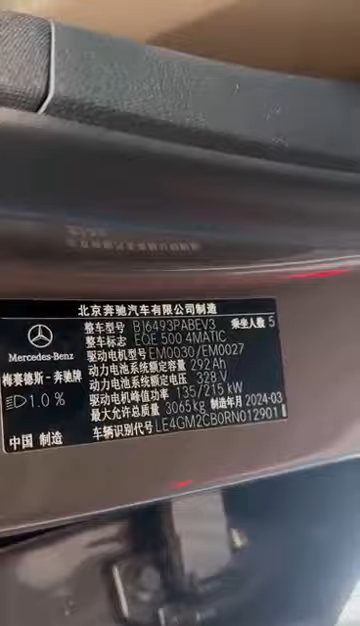 北京奔驰汽车有限公司制造
整车型号 BJ6493PABEV3 乘坐人数 5
整车标志 EQE 500 4MATIC
驱动电机型号 EM0030/EM0027
动力电池系统额定容量 292 Ah
动力电池系统额定电压 328 V
驱动电机峰值功率 135/215 kW
最大允许总质量 3065 kg 制造年月 2024-03
车辆识别代号 LE4GM2CB0RN012901
Mercedes-Benz
梅赛德斯-奔驰牌
1.0 %
中国 制造